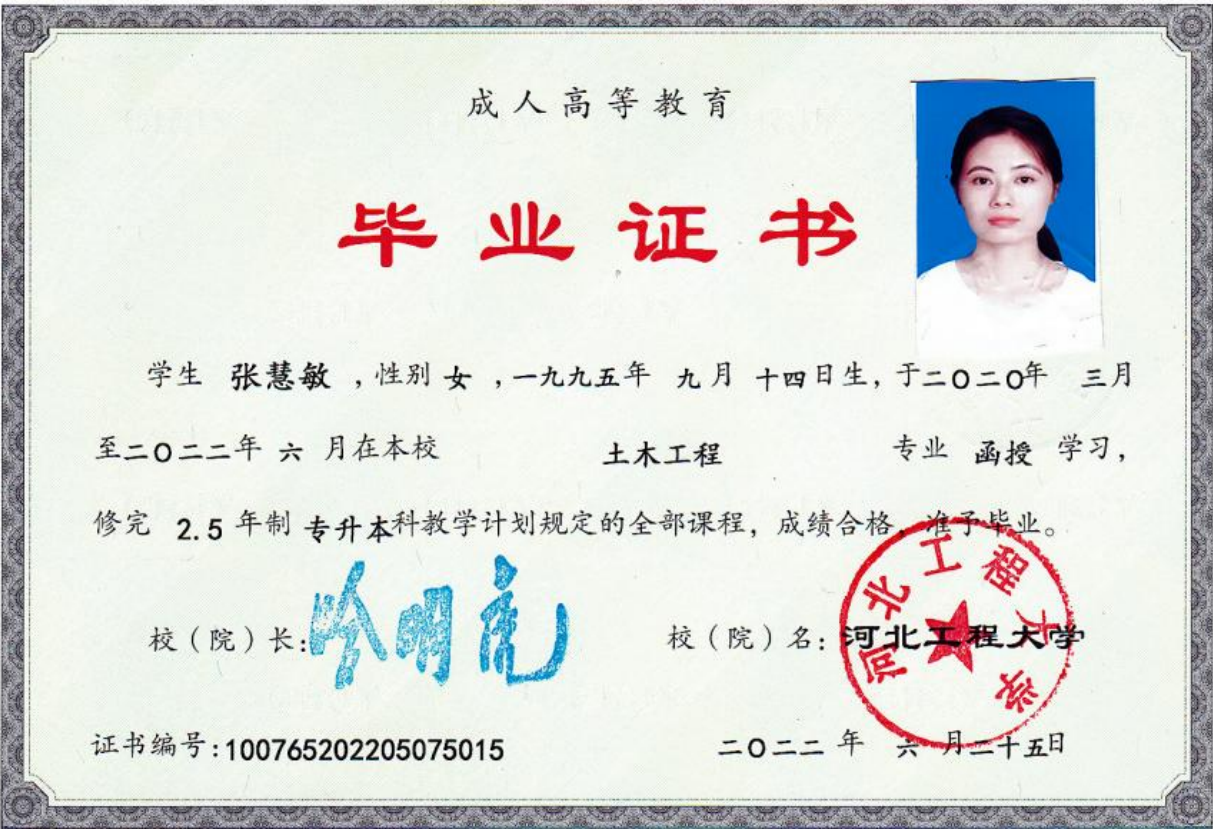 成人高等教育
毕业证书
学生 张慧敏 ，性别 女 ，一九九五年 九月 十四日生，于二〇二〇年 三月
至二〇二二年 六 月在本校 土木工程 专业 函授 学习，
修完 2.5 年制 专升本科教学计划规定的全部课程，成绩合格，准予毕业。
校（院）长： 校（院）名：河北工程大学
河北工程大学
证书编号：100765202205075015 二〇二二 年 六 月二十五日